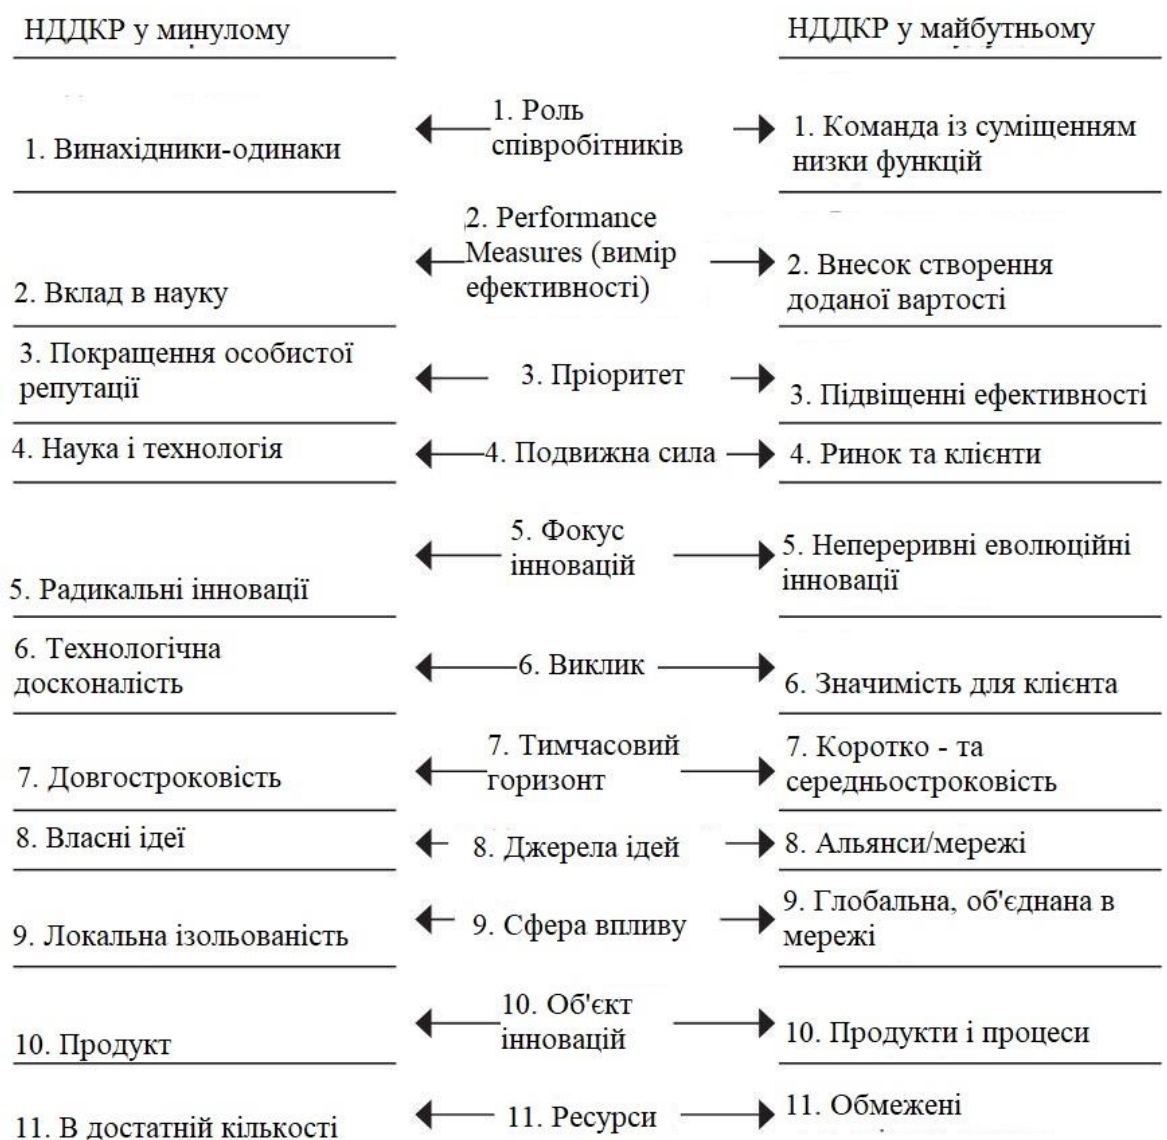 НДДКР у минулому
НДДКР у майбутньому
1. Винахідники-одинаки
1. Роль
співробітників
1. Команда із суміщенням
низки функцій
2. Вклад в науку
2. Performance
Measures (вимір
ефективності)
2. Внесок створення
доданої вартості
3. Покращення особистої
репутації
3. Пріоритет
3. Підвіщенні ефективності
4. Наука і технологія
4. Подвижна сила
4. Ринок та клієнти
5. Радикальні інновації
5. Фокус
інновацій
5. Непереривні еволюційні
інновації
6. Технологічна
досконалість
6. Виклик
6. Значимість для клієнта
7. Довгостроковість
7. Тимчасовий
горизонт
7. Коротко - та
середньостроковість
8. Власні ідеї
8. Джерела ідей
8. Альянси/мережі
9. Локальна ізольованість
9. Сфера впливу
9. Глобальна, об'єднана в
мережі
10. Продукт
10. Об'єкт
інновацій
10. Продукти і процеси
11. В достатній кількості
11. Ресурси
11. Обмежені